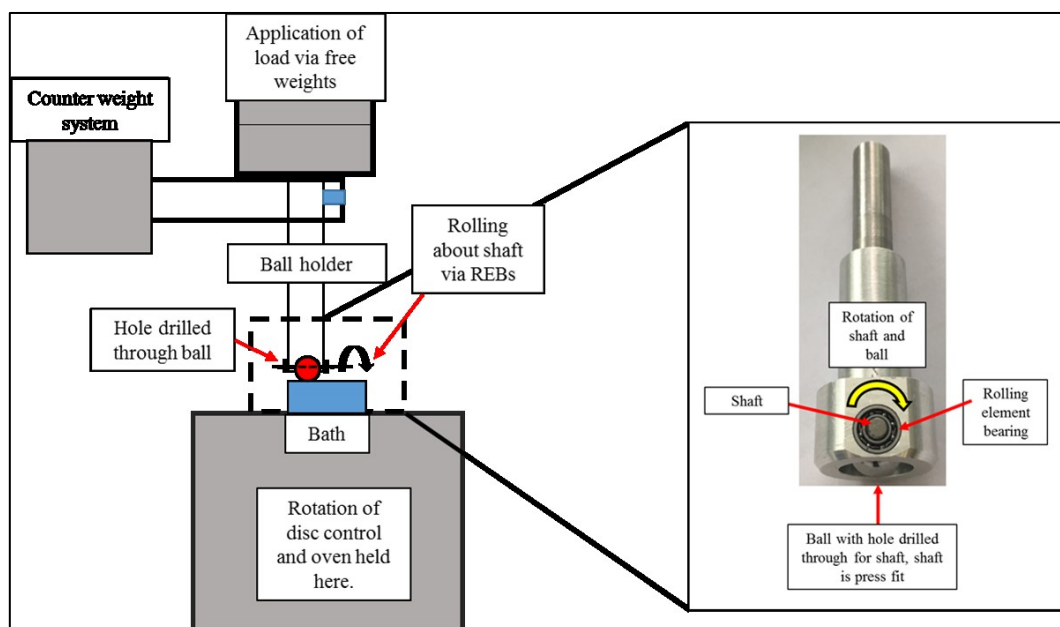 Application of
load via free
weights
Counter weight
system
Ball holder
Rolling
about shaft
via REBs
Hole drilled
through ball
Bath
Rotation of
disc control
and oven held
here.
Rotation of
shaft and
ball
Shaft
Rolling
element
bearing
Ball with hole drilled
through for shaft, shaft
is press fit